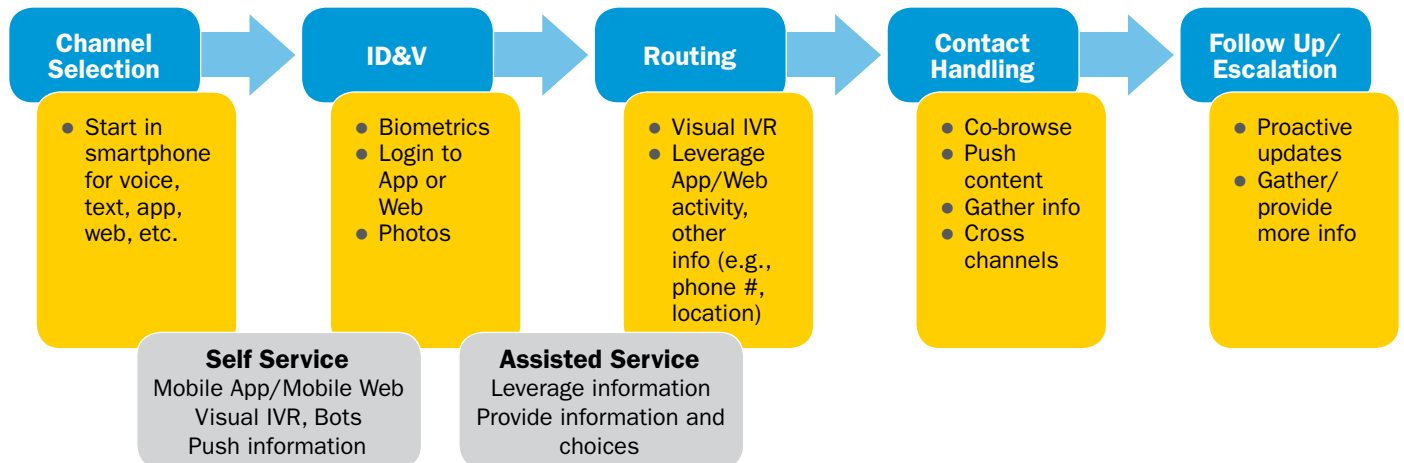 Channel
Selection
● Start in
smartphone
for voice,
text, app,
web, etc.
ID&V
● Biometrics
● Login to
App or
Web
● Photos
Routing
● Visual IVR
● Leverage
App/Web
activity,
other
info (e.g.,
phone #,
location)
Contact
Handling
● Co-browse
● Push
content
● Gather info
● Cross
channels
Follow Up/
Escalation
● Proactive
updates
● Gather/
provide
more info
Self Service
Mobile App/Mobile Web
Visual IVR, Bots
Push information
Assisted Service
Leverage information
Provide information and
choices